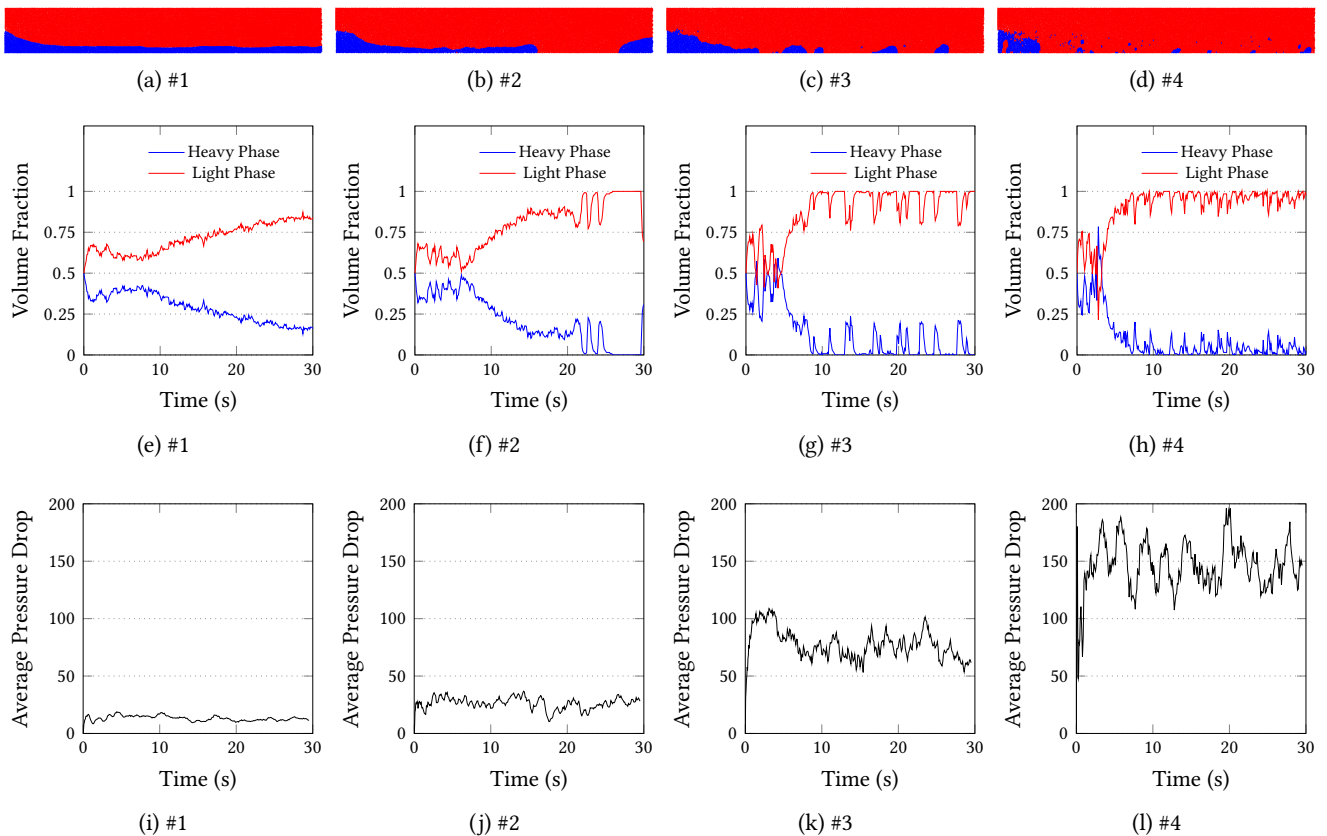 (a) #1
(b) #2
(c) #3
(d) #4
Volume Fraction
1
0.75
0.5
0.25
0
Heavy Phase
Light Phase
0
10
20
30
Time (s)
(e) #1
Volume Fraction
1
0.75
0.5
0.25
0
Heavy Phase
Light Phase
0
10
20
30
Time (s)
(f) #2
Volume Fraction
1
0.75
0.5
0.25
0
Heavy Phase
Light Phase
0
10
20
30
Time (s)
(g) #3
Volume Fraction
1
0.75
0.5
0.25
0
Heavy Phase
Light Phase
0
10
20
30
Time (s)
(h) #4
Average Pressure Drop
200
150
100
50
0
0
10
20
30
Time (s)
(i) #1
Average Pressure Drop
200
150
100
50
0
0
10
20
30
Time (s)
(j) #2
Average Pressure Drop
200
150
100
50
0
0
10
20
30
Time (s)
(k) #3
Average Pressure Drop
200
150
100
50
0
0
10
20
30
Time (s)
(l) #4